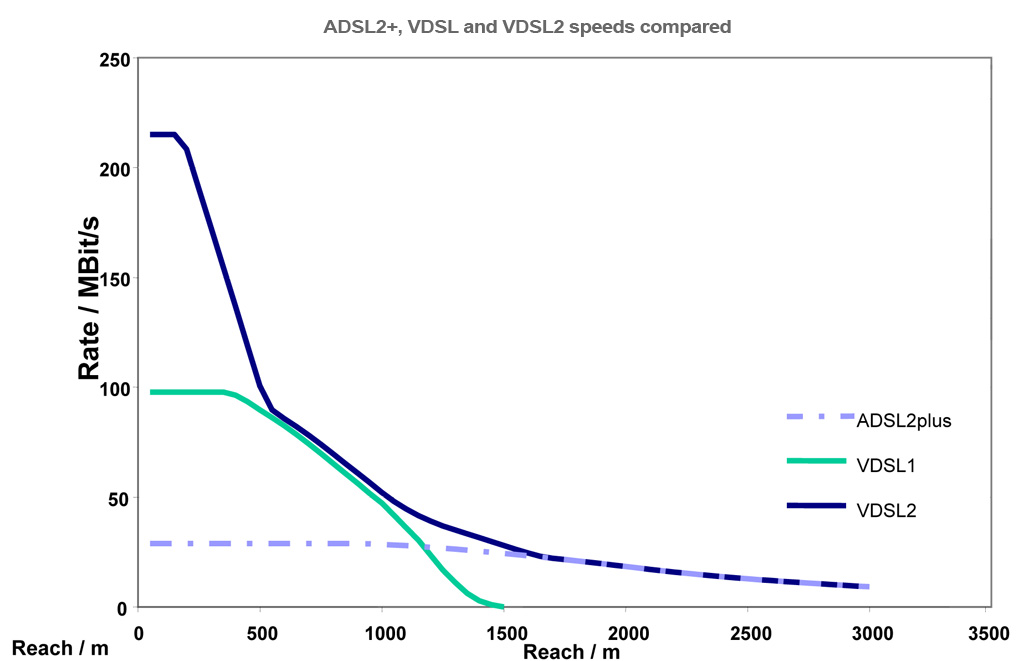 ADSL2+, VDSL and VDSL2 speeds compared
250
200
150
100
50
0
Rate / MBit/s
ADSL2plus
VDSL1
VDSL2
0 500 1000 1500 2000 2500 3000 3500
Reach / m
Reach / m